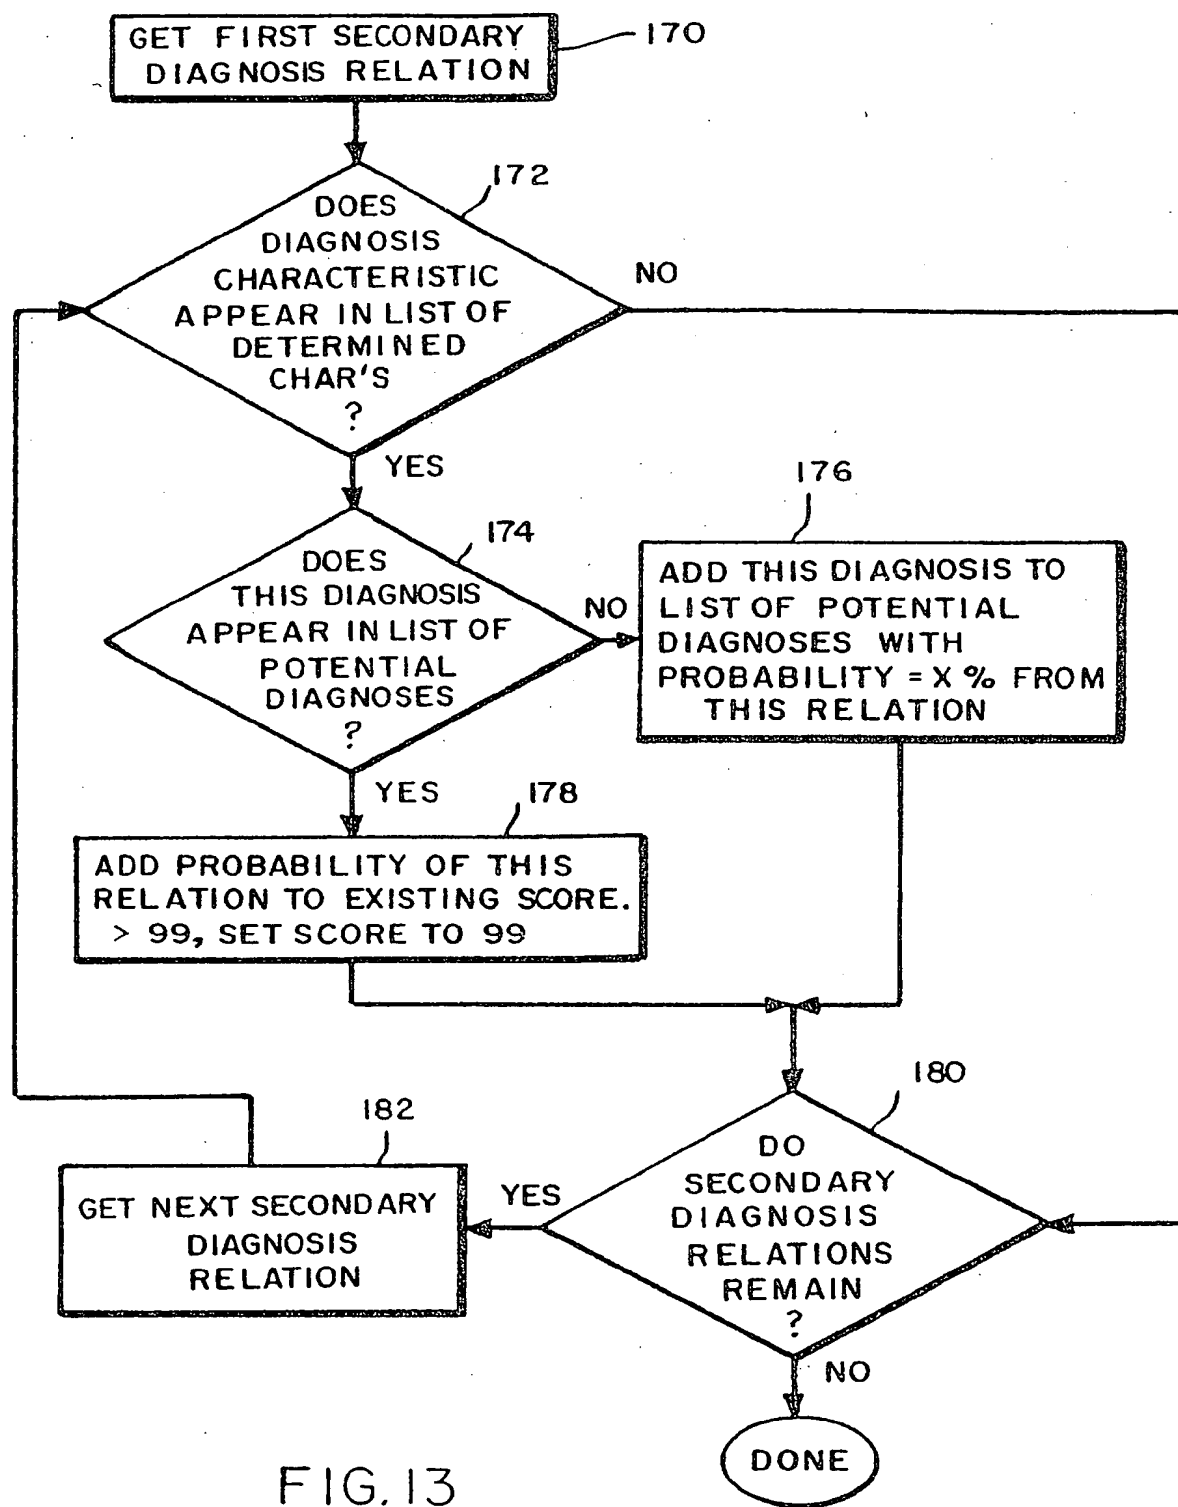 GET FIRST SECONDARY
DIAGNOSIS RELATION
170
172
DOES
DIAGNOSIS
CHARACTERISTIC
APPEAR IN LIST OF
DETERMINED
CHAR'S
?
NO
YES
174
DOES
THIS DIAGNOSIS
APPEAR IN LIST OF
POTENTIAL
DIAGNOSES
?
NO
176
ADD THIS DIAGNOSIS TO
LIST OF POTENTIAL
DIAGNOSES WITH
PROBABILITY = X % FROM
THIS RELATION
YES
178
ADD PROBABILITY OF THIS
RELATION TO EXISTING SCORE.
> 99, SET SCORE TO 99
180
DO
SECONDARY
DIAGNOSIS
RELATIONS
REMAIN
?
YES
182
GET NEXT SECONDARY
DIAGNOSIS
RELATION
NO
DONE
FIG. 13